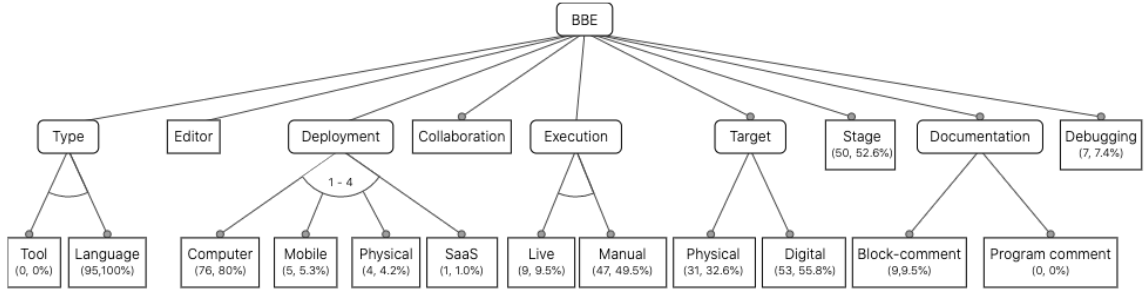 BBE
Type
Editor
Deployment
Collaboration
Execution
Target
Stage
(50, 52.6%)
Documentation
Debugging
(7, 7.4%)
1 - 4
Tool
(0, 0%)
Language
(95,100%)
Computer
(76, 80%)
Mobile
(5, 5.3%)
Physical
(4, 4.2%)
SaaS
(1, 1.0%)
Live
(9, 9.5%)
Manual
(47, 49.5%)
Physical
(31, 32.6%)
Digital
(53, 55.8%)
Block-comment
(9,9.5%)
Program comment
(0, 0%)